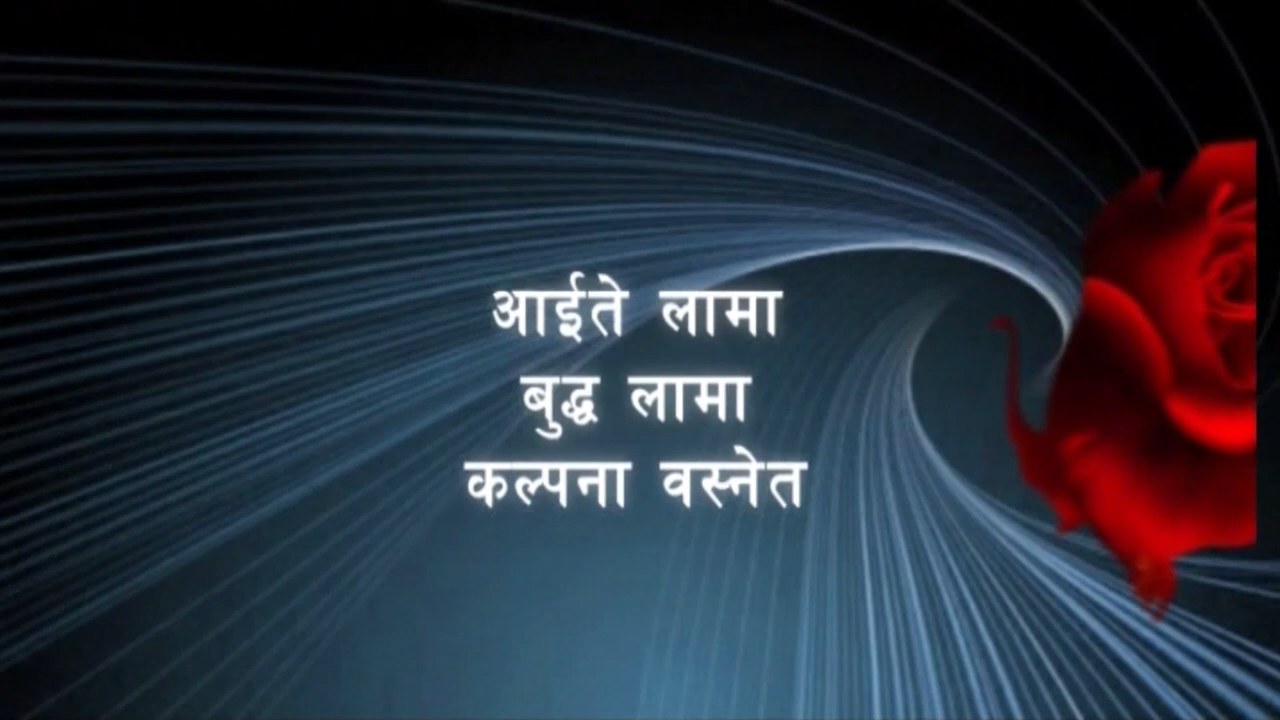 आईते लामा
बुद्ध लामा
कल्पना वस्नेत